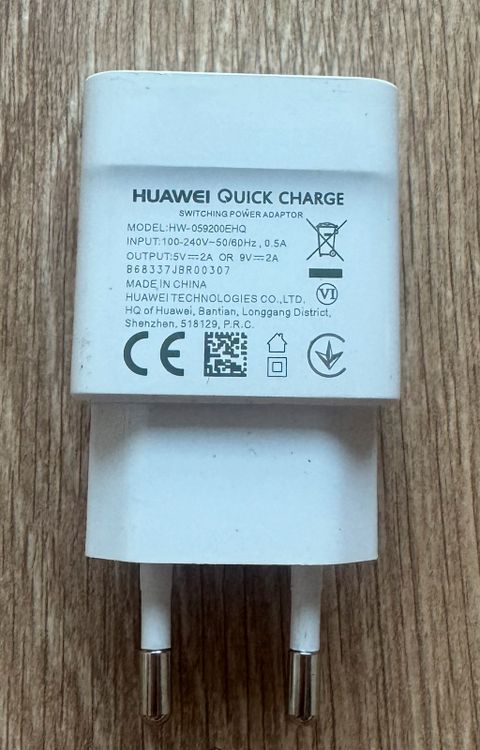 HUAWEI QUICK CHARGE
SWITCHING POWER ADAPTOR
MODEL:HW-059200EHQ
INPUT:100-240V~50/60Hz, 0.5A
OUTPUT:5V⎓2A OR 9V⎓2A
B68337JBR00307
MADE IN CHINA
HUAWEI TECHNOLOGIES CO.,LTD.
HQ of Huawei, Bantian, Longgang District,
Shenzhen, 518129, P.R.C.
VI
CE